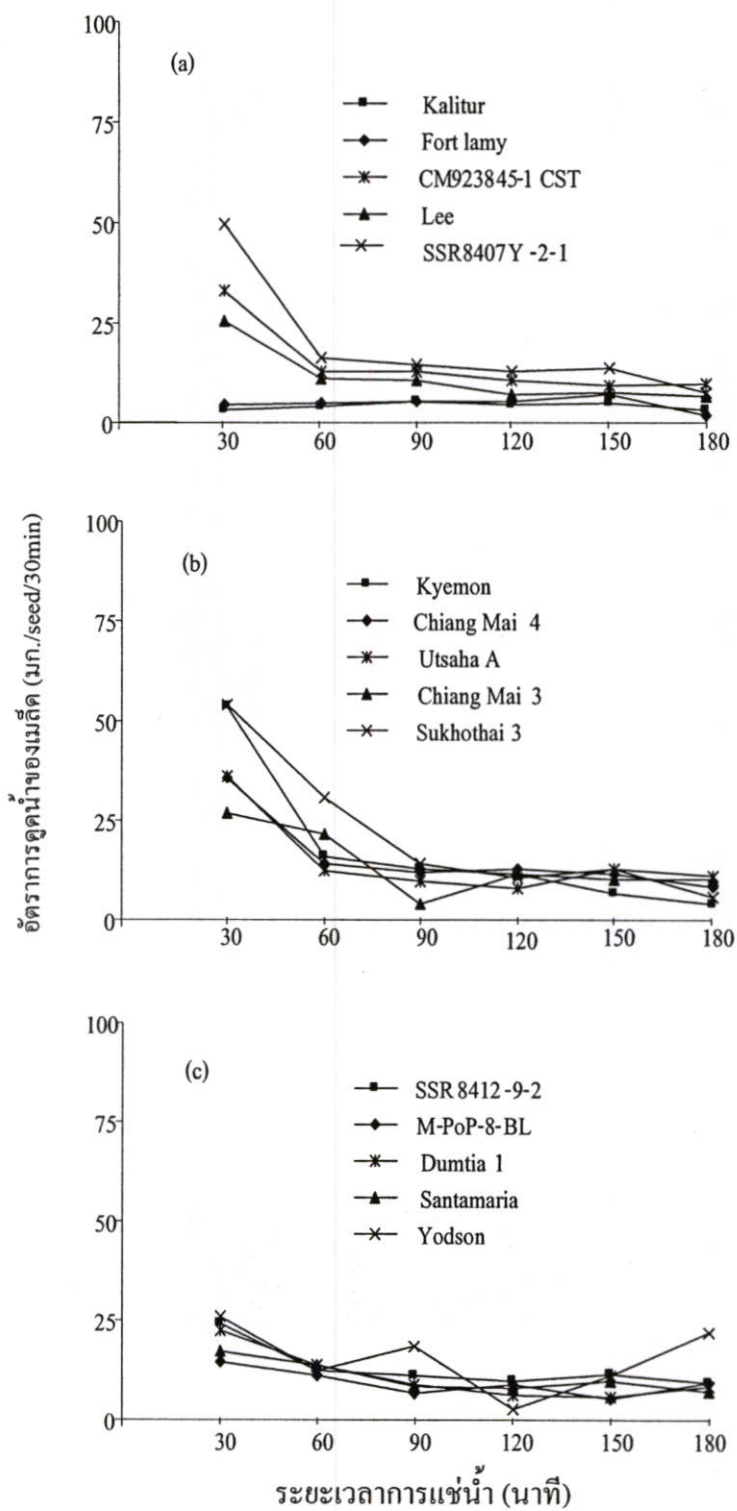 100
(a)
Kalitur
75
Fort lamy
CM923845-1 CST
Lee
50
SSR8407Y -2-1
25
0
30 60 90 120 150 180
อัตราการดูดน้ำของเมล็ด (มก./seed/30min)
100
(b)
Kyemon
75
Chiang Mai 4
Utsaha A
Chiang Mai 3
50
Sukhothai 3
25
0
30 60 90 120 150 180
100
(c)
SSR 8412 -9-2
75
M-PoP-8-BL
Dumtia 1
Santamaria
50
Yodson
25
0
30 60 90 120 150 180
ระยะเวลาการแช่น้ำ (นาที)